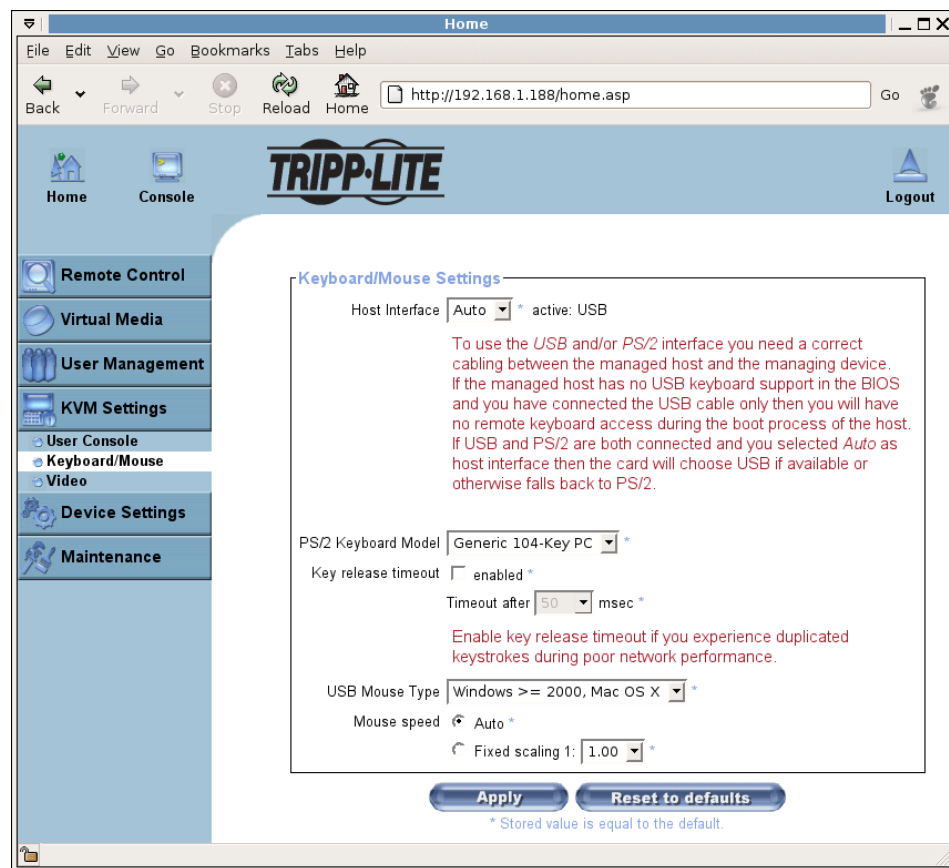 Home
File Edit View Go Bookmarks Tabs Help
Back Forward Stop Reload Home http://192.168.1.188/home.asp Go
Home Console TRIPP·LITE Logout
Remote Control
Virtual Media
User Management
KVM Settings
User Console
Keyboard/Mouse
Video
Device Settings
Maintenance
Keyboard/Mouse Settings
Host Interface Auto * active: USB
To use the USB and/or PS/2 interface you need a correct
cabling between the managed host and the managing device.
If the managed host has no USB keyboard support in the BIOS
and you have connected the USB cable only then you will have
no remote keyboard access during the boot process of the host.
If USB and PS/2 are both connected and you selected Auto as
host interface then the card will choose USB if available or
otherwise falls back to PS/2.
PS/2 Keyboard Model Generic 104-Key PC *
Key release timeout enabled *
Timeout after 50 msec *
Enable key release timeout if you experience duplicated
keystrokes during poor network performance.
USB Mouse Type Windows >= 2000, Mac OS X *
Mouse speed Auto *
Fixed scaling 1: 1.00 *
Apply Reset to defaults
* Stored value is equal to the default.